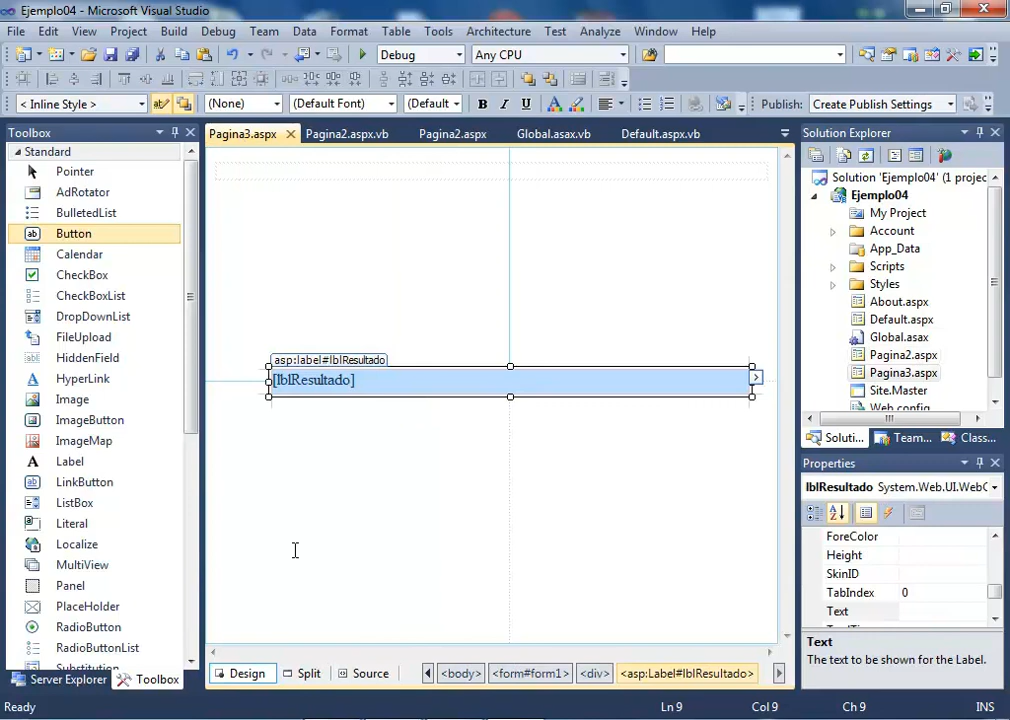 Ejemplo04 - Microsoft Visual Studio
File Edit View Project Build Debug Team Data Format Table Tools Architecture Test Analyze Window Help
Debug Any CPU
< Inline Style > (None) (Default Font) (Default B I U A Publish: Create Publish Settings
Toolbox
Standard
Pointer
AdRotator
BulletedList
Button
Calendar
CheckBox
CheckBoxList
DropDownList
FileUpload
HiddenField
HyperLink
Image
ImageButton
ImageMap
Label
LinkButton
ListBox
Literal
Localize
MultiView
Panel
PlaceHolder
RadioButton
RadioButtonList
Substitution
Server Explorer Toolbox
Pagina3.aspx Pagina2.aspx.vb Pagina2.aspx Global.asax.vb Default.aspx.vb
asp:label#lblResultado
[lblResultado]
Design Split Source <body> <form#form1> <div> <asp:Label#lblResultado>
Solution Explorer
Solution 'Ejemplo04' (1 projec
Ejemplo04
My Project
Account
App_Data
Scripts
Styles
About.aspx
Default.aspx
Global.asax
Pagina2.aspx
Pagina3.aspx
Site.Master
Web.config
Soluti... Team... Class...
Properties
lblResultado System.Web.UI.WebC
ForeColor
Height
SkinID
TabIndex 0
Text
Text
The text to be shown for the Label.
Ready Ln 9 Col 9 Ch 9 INS